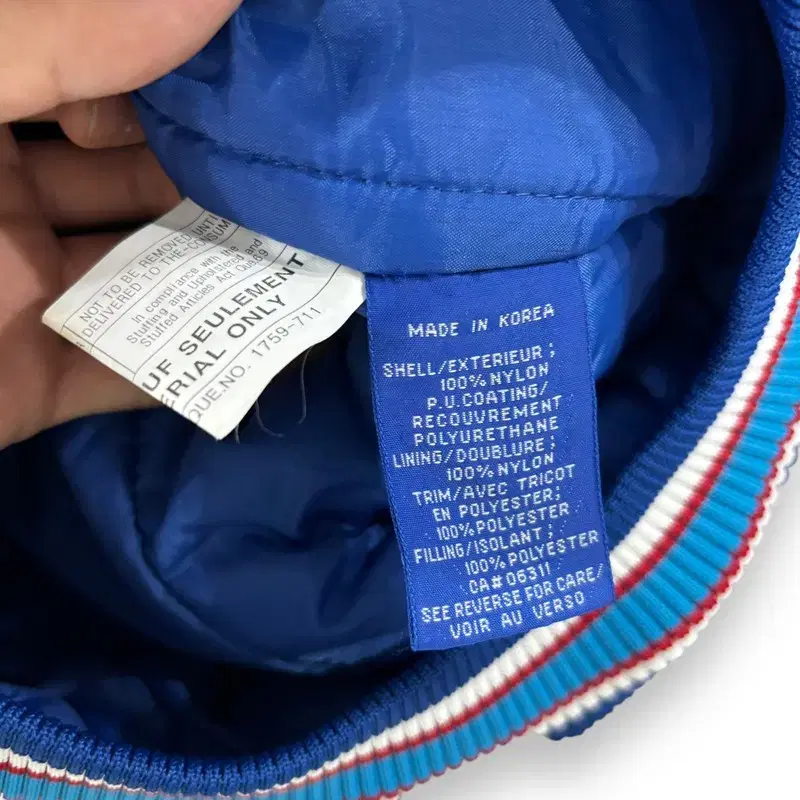 NOT TO BE REMOVED UNTIL
DELIVERED TO THE CONSUM
In compliance with the
Stuffing and Upholstered and
Stuffed Articles Act
UF SEULEMENT
ERIAL ONLY
QUE.NO. 1759-711
MADE IN KOREA
SHELL/EXTERIEUR;
100% NYLON
P.U.COATING/
RECOUVREMENT
POLYURETHANE
LINING/DOUBLURE;
100% NYLON
TRIM/AVEC TRICOT
EN POLYESTER;
100% POLYESTER
FILLING/ISOLANT;
100% POLYESTER
CA# 06311
SEE REVERSE FOR CARE/
VOIR AU VERSO